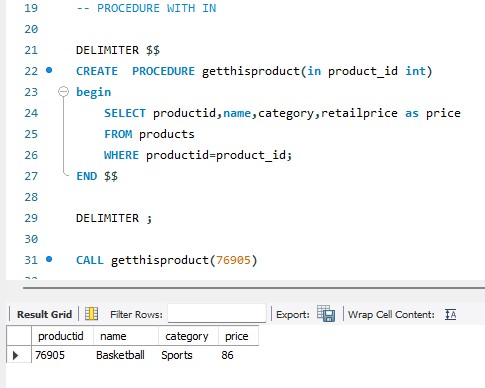 19 -- PROCEDURE WITH IN
20
21 DELIMITER $$
22 CREATE PROCEDURE getthisproduct(in product_id int)
23 begin
24 SELECT productid,name,category,retailprice as price
25 FROM products
26 WHERE productid=product_id;
27 END $$
28
29 DELIMITER ;
30
31 CALL getthisproduct(76905)
Result Grid Filter Rows: Export: Wrap Cell Content: IA
productid name category price
76905 Basketball Sports 86